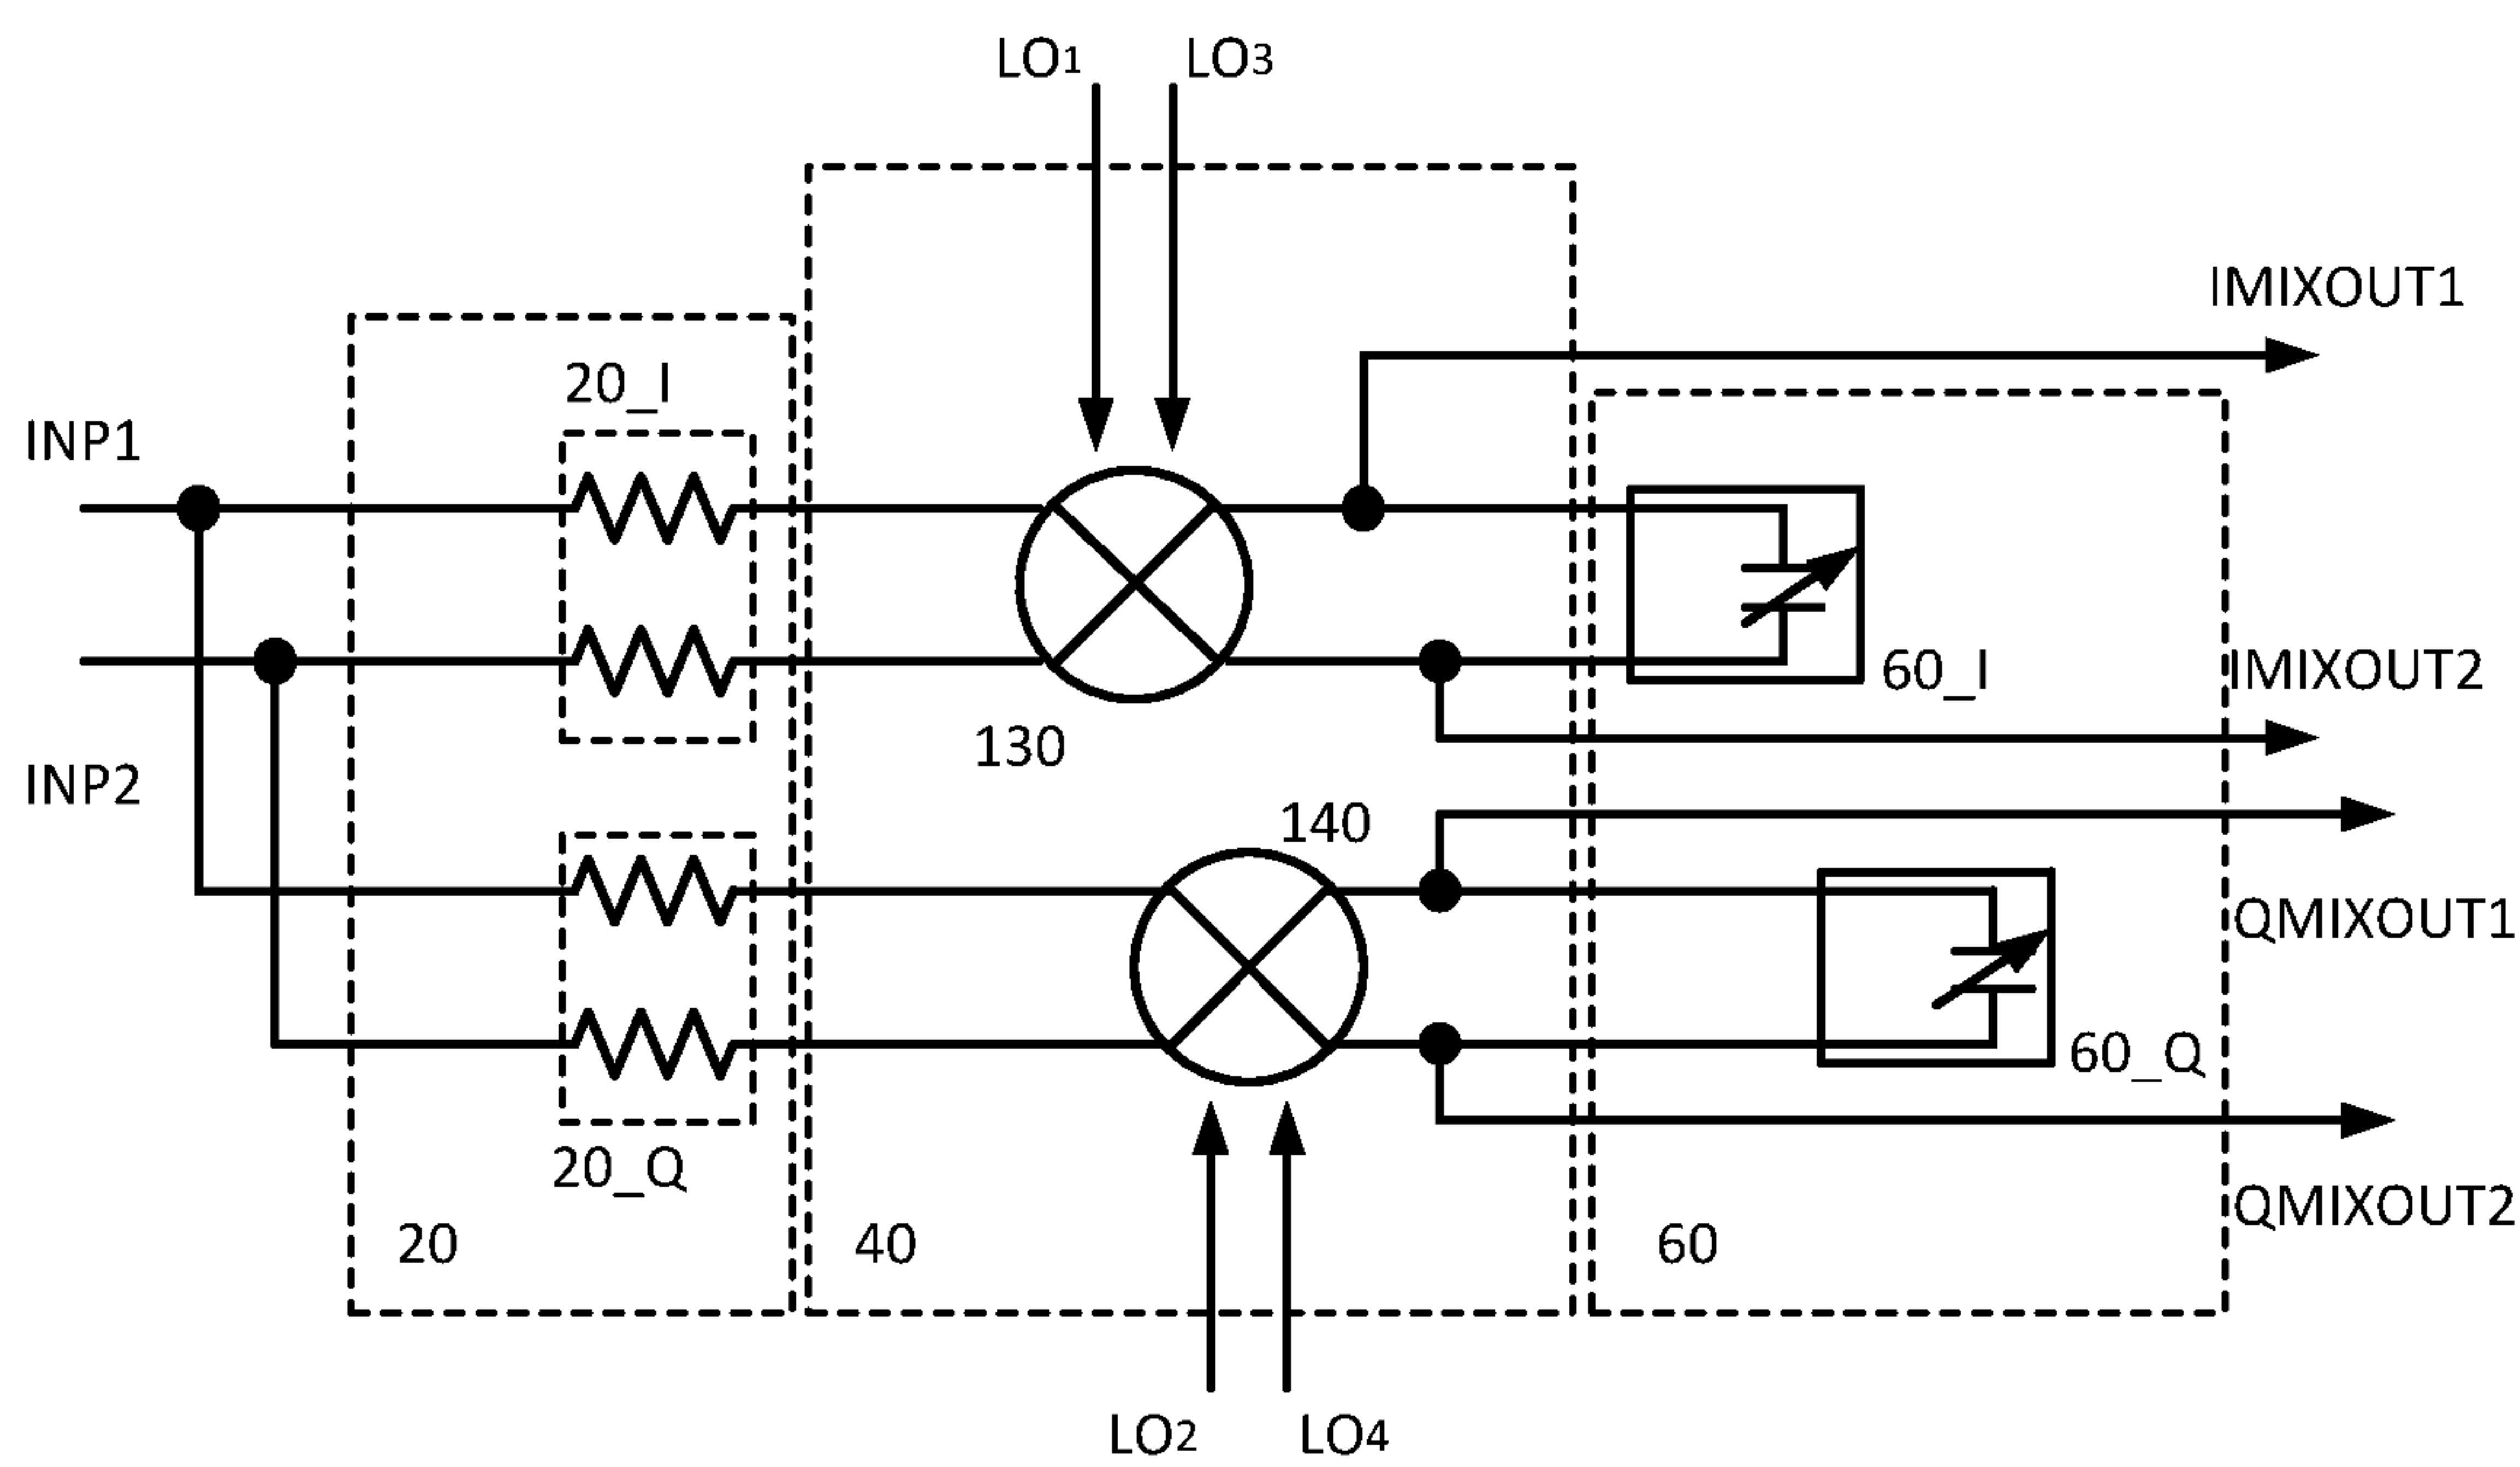 LO1 LO3
IMIXOUT1
20_I
INP1
60_I IMIXOUT2
130
INP2
140
QMIXOUT1
60_Q
20_Q
QMIXOUT2
20 40 60
LO2 LO4